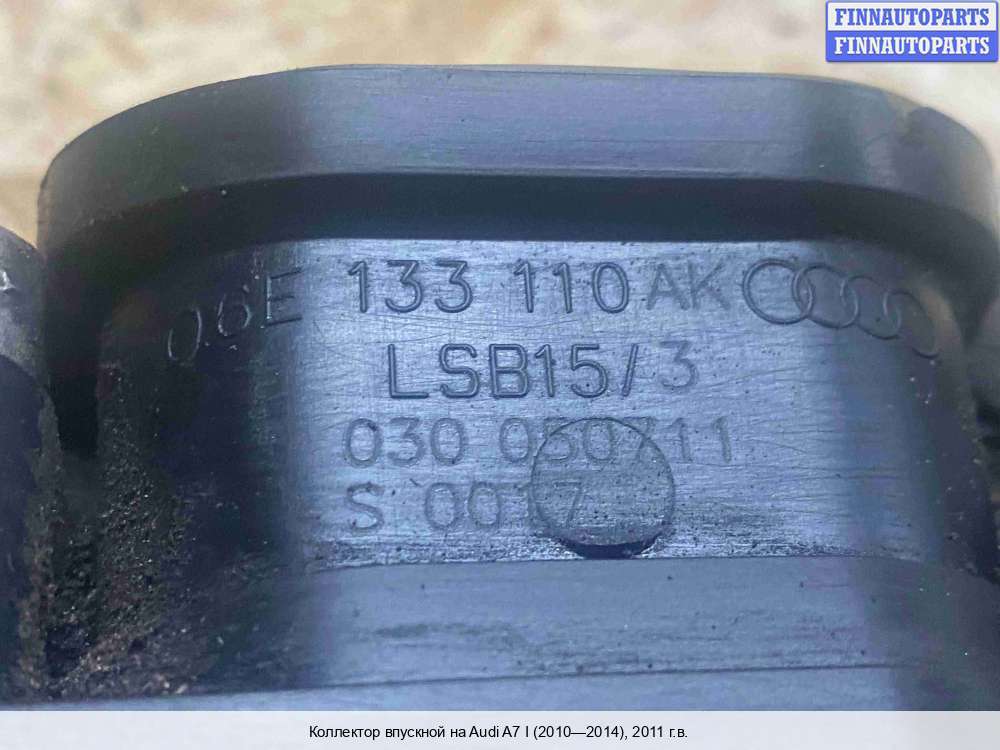 FINNAUTOPARTS
FINNAUTOPARTS
06E 133 110 AK
LSB15/3
030 050711
S 0017
Коллектор впускной на Audi A7 I (2010—2014), 2011 г.в.